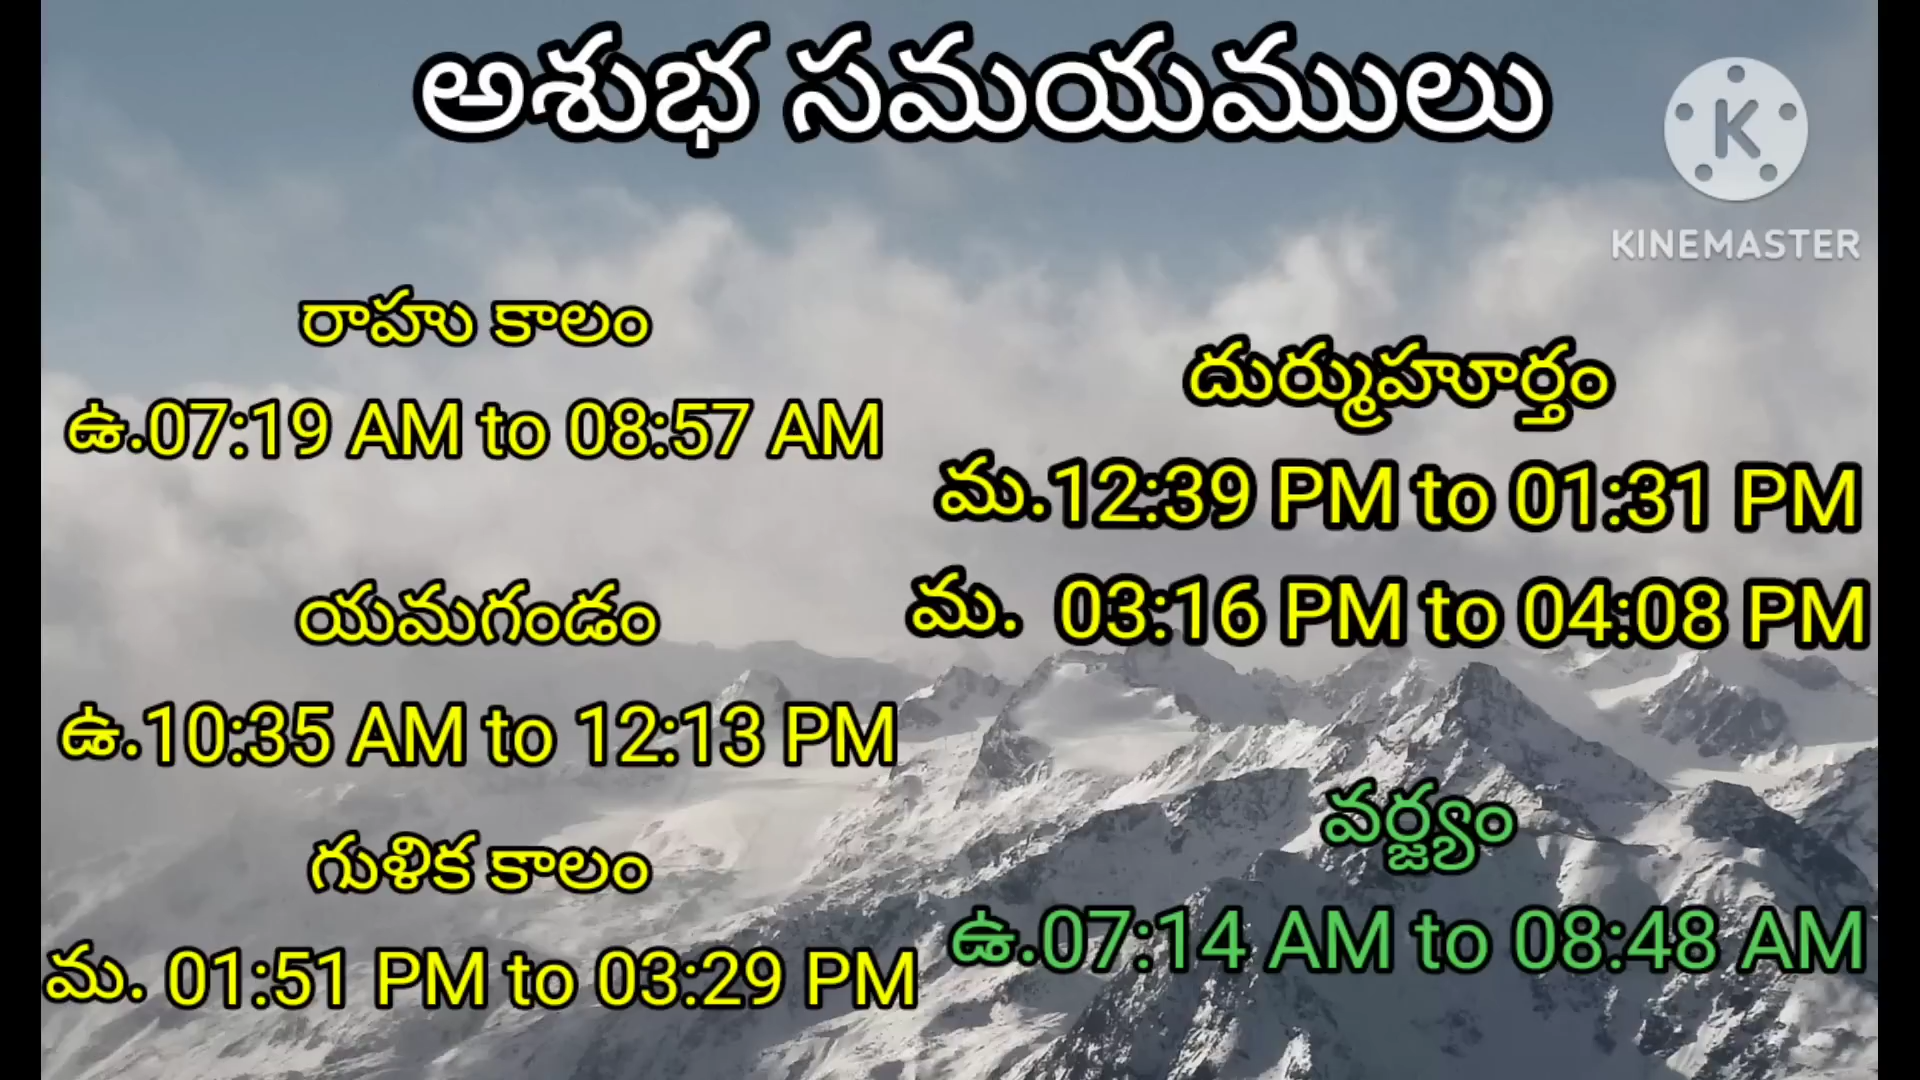 అశుభ సమయములు
KINEMASTER
రాహు కాలం
ఉ.07:19 AM to 08:57 AM
యమగండం
ఉ.10:35 AM to 12:13 PM
గుళిక కాలం
మ. 01:51 PM to 03:29 PM
దుర్ముహూర్తం
మ.12:39 PM to 01:31 PM
మ. 03:16 PM to 04:08 PM
వర్జ్యం
ఉ.07:14 AM to 08:48 AM